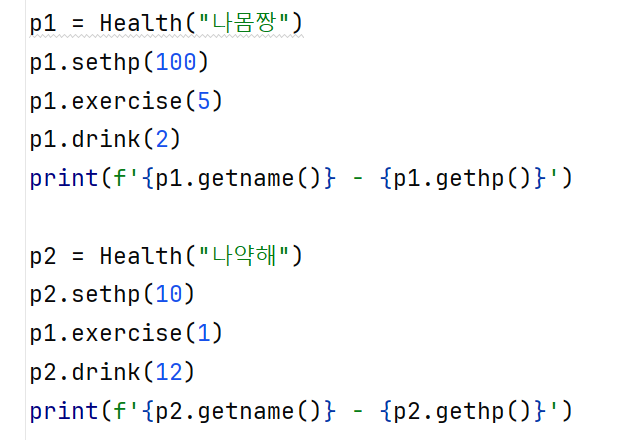 p1 = Health("나몸짱")
p1.sethp(100)
p1.exercise(5)
p1.drink(2)
print(f'{p1.getname()} - {p1.gethp()}')
p2 = Health("나약해")
p2.sethp(10)
p1.exercise(1)
p2.drink(12)
print(f'{p2.getname()} - {p2.gethp()}')